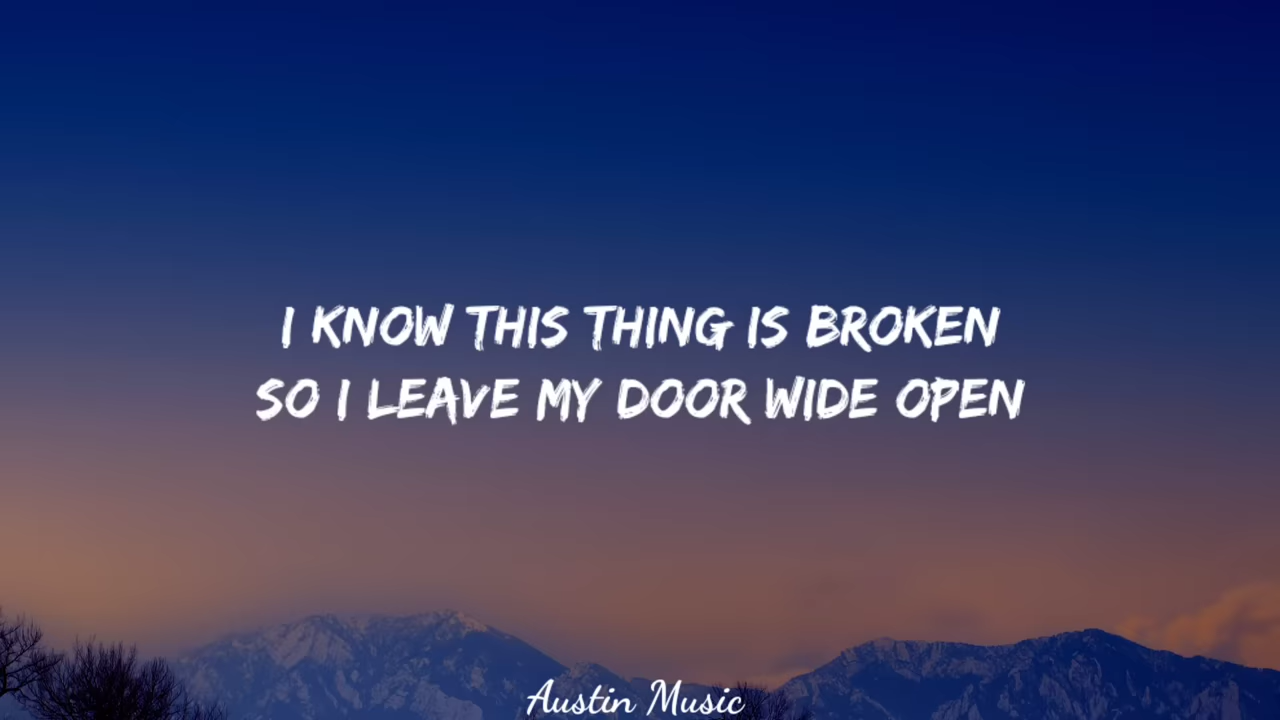 I KNOW THIS THING IS BROKEN
SO I LEAVE MY DOOR WIDE OPEN
Austin Music